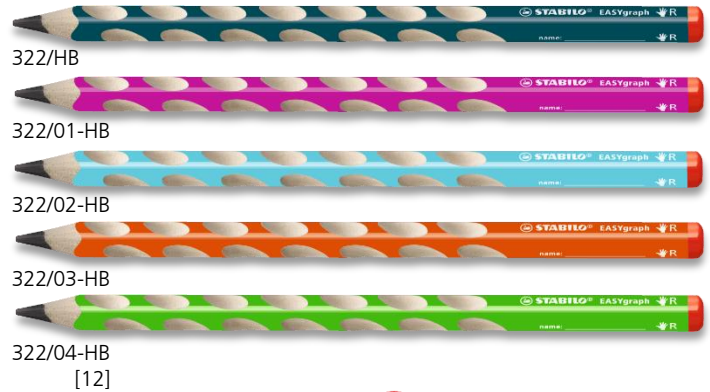 STABILO® EASYgraph R
name: R
322/HB
STABILO® EASYgraph R
name: R
322/01-HB
STABILO® EASYgraph R
name: R
322/02-HB
STABILO® EASYgraph R
name: R
322/03-HB
STABILO® EASYgraph R
name: R
322/04-HB
[12]